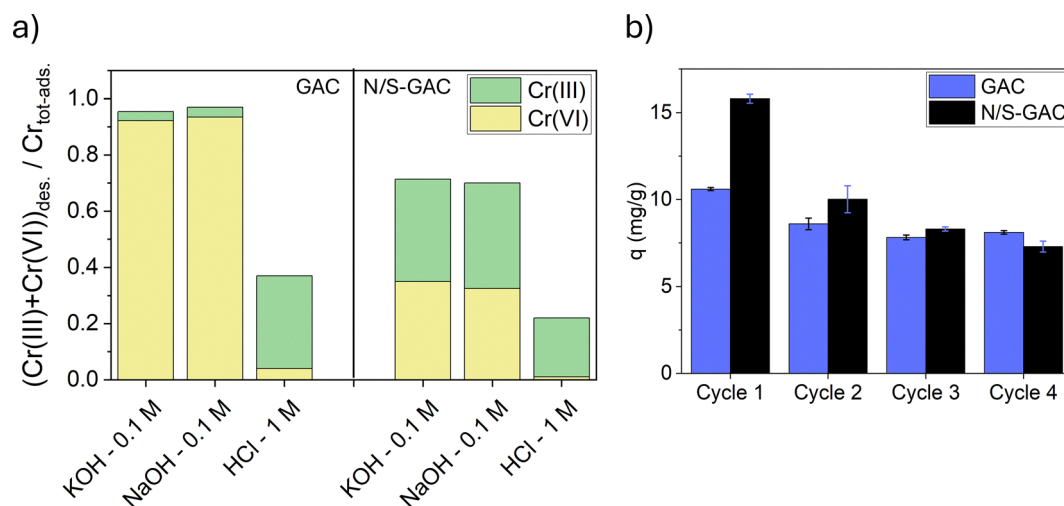 a)
(Cr(III)+Cr(VI))des. / Crtot-ads.
1.0
0.8
0.6
0.4
0.2
0.0
GAC
N/S-GAC
Cr(III)
Cr(VI)
KOH - 0.1 M
NaOH - 0.1 M
HCl - 1 M
KOH - 0.1 M
NaOH - 0.1 M
HCl - 1 M
b)
q (mg/g)
15
10
5
0
GAC
N/S-GAC
Cycle 1
Cycle 2
Cycle 3
Cycle 4